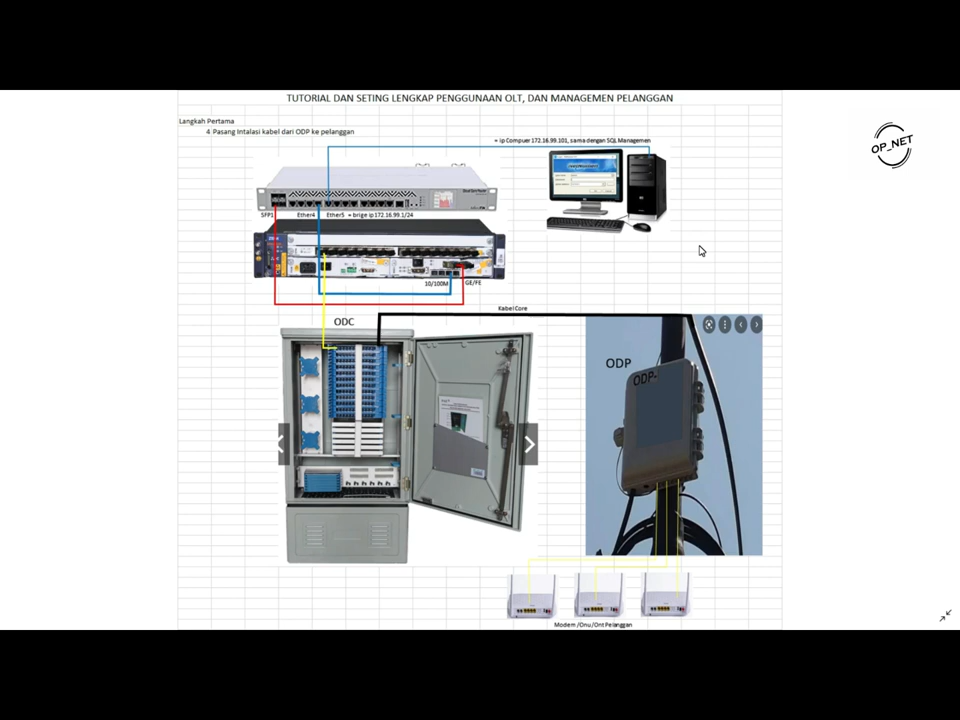 TUTORIAL DAN SETING LENGKAP PENGGUNAAN OLT, DAN MANAGEMEN PELANGGAN
Langkah Pertama
4 Pasang Intalasi kabel dari ODP ke pelanggan
= ip Compuer 172.16.99.101, sama dengan SQL Managemen
OP_NET
SFP1
Ether4
Ether5 = brige ip 172.16.99.1/24
10/100M
GE/FE
Kabel Core
ODC
ODP
ODP-
Modem /Onu/Ont Pelanggan